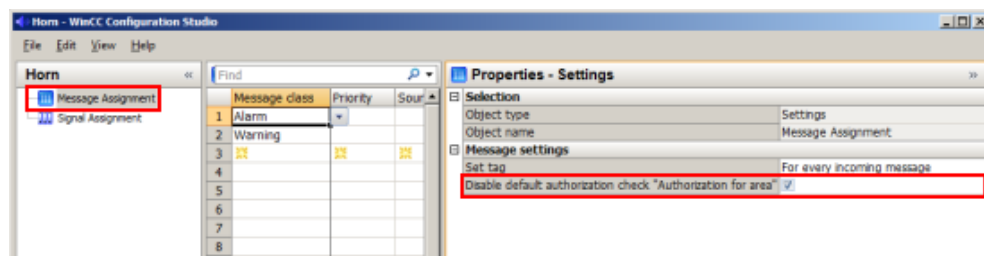 Horn - WinCC Configuration Studio
File Edit View Help
Horn «
Message Assignment
Signal Assignment
Find
Message class Priority Sour
1 Alarm
2 Warning
3
4
5
6
7
8
Properties - Settings »
Selection
Object type Settings
Object name Message Assignment
Message settings
Set tag For every incoming message
Disable default authorization check "Authorization for area"